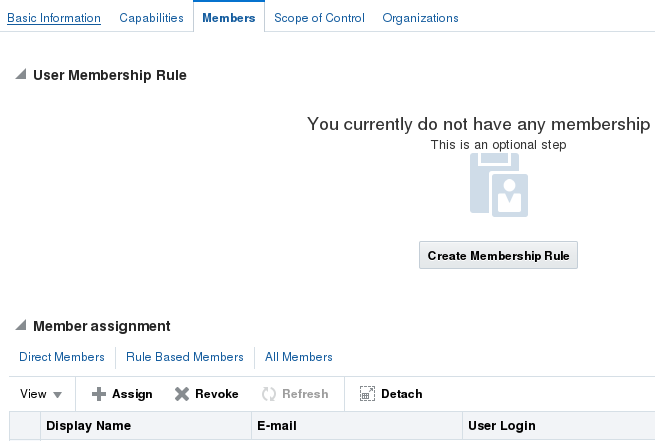 Basic Information Capabilities Members Scope of Control Organizations
User Membership Rule
You currently do not have any membership
This is an optional step
Create Membership Rule
Member assignment
Direct Members Rule Based Members All Members
View Assign Revoke Refresh Detach
Display Name E-mail User Login